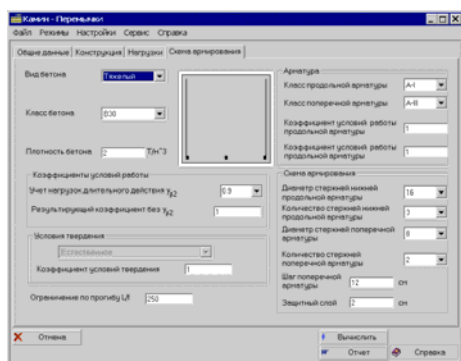 Камин - Перемычки
Файл Режимы Настройки Сервис Справка
Общие данные Конструкция Нагрузки Схема армирования
Вид бетона Тяжелый
Класс бетона B30
Плотность бетона 2 Т/м^3
Коэффициенты условий работы
Учет нагрузок длительного действия γβ2 0.9
Результирующий коэффициент без γβ2 1
Условия твердения
Естественное
Коэффициент условий твердения 1
Ограничение по прогибу L/f 250
Арматура
Класс продольной арматуры A-I
Класс поперечной арматуры A-III
Коэффициент условий работы
продольной арматуры 1
Коэффициент условий работы
продольной арматуры 1
Схема армирования
Диаметр стержней нижней
продольной арматуры 16
Количество стержней нижней
продольной арматуры 3
Диаметр стержней поперечной
арматуры 8
Количество стержней
поперечной арматуры 2
Шаг поперечной
арматуры 12 см
Защитный слой 2 см
Отмена Вычислить
Отчет Справка